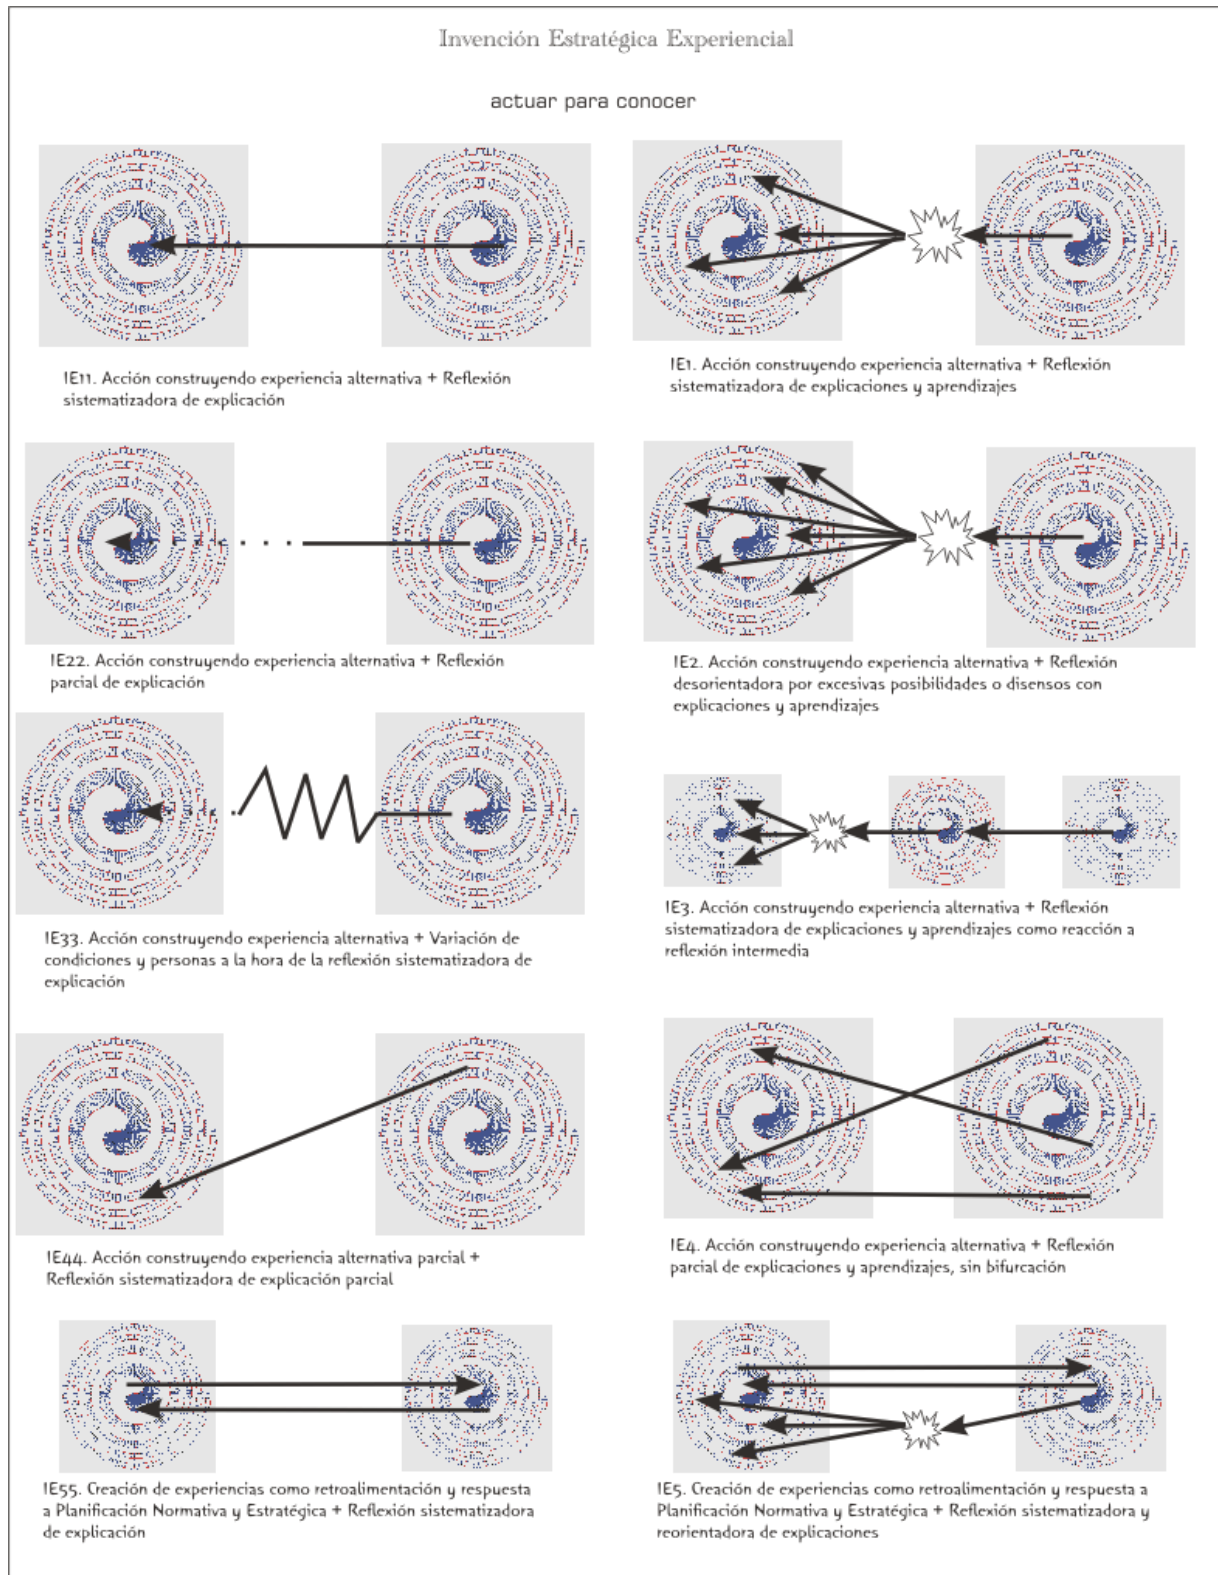 Invención Estratégica Experiencial
actuar para conocer
IE11. Acción construyendo experiencia alternativa + Reflexión
sistematizadora de explicación
IE1. Acción construyendo experiencia alternativa + Reflexión
sistematizadora de explicaciones y aprendizajes
IE22. Acción construyendo experiencia alternativa + Reflexión
parcial de explicación
IE2. Acción construyendo experiencia alternativa + Reflexión
desorientadora por excesivas posibilidades o disensos con
explicaciones y aprendizajes
IE33. Acción construyendo experiencia alternativa + Variación de
condiciones y personas a la hora de la reflexión sistematizadora de
explicación
IE3. Acción construyendo experiencia alternativa + Reflexión
sistematizadora de explicaciones y aprendizajes como reacción a
reflexión intermedia
IE44. Acción construyendo experiencia alternativa parcial +
Reflexión sistematizadora de explicación parcial
IE4. Acción construyendo experiencia alternativa + Reflexión
parcial de explicaciones y aprendizajes, sin bifurcación
IE55. Creación de experiencias como retroalimentación y respuesta
a Planificación Normativa y Estratégica + Reflexión sistematizadora
de explicación
IE5. Creación de experiencias como retroalimentación y respuesta a
Planificación Normativa y Estratégica + Reflexión sistematizadora y
reorientadora de explicaciones